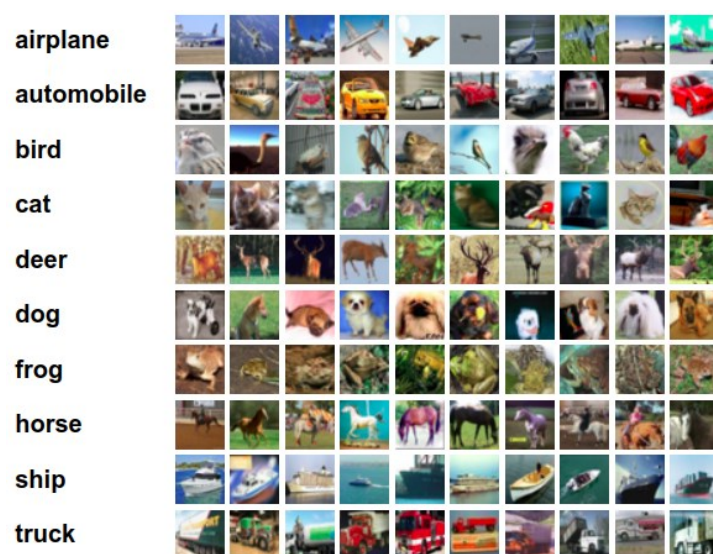 airplane
automobile
bird
cat
deer
dog
frog
horse
ship
truck